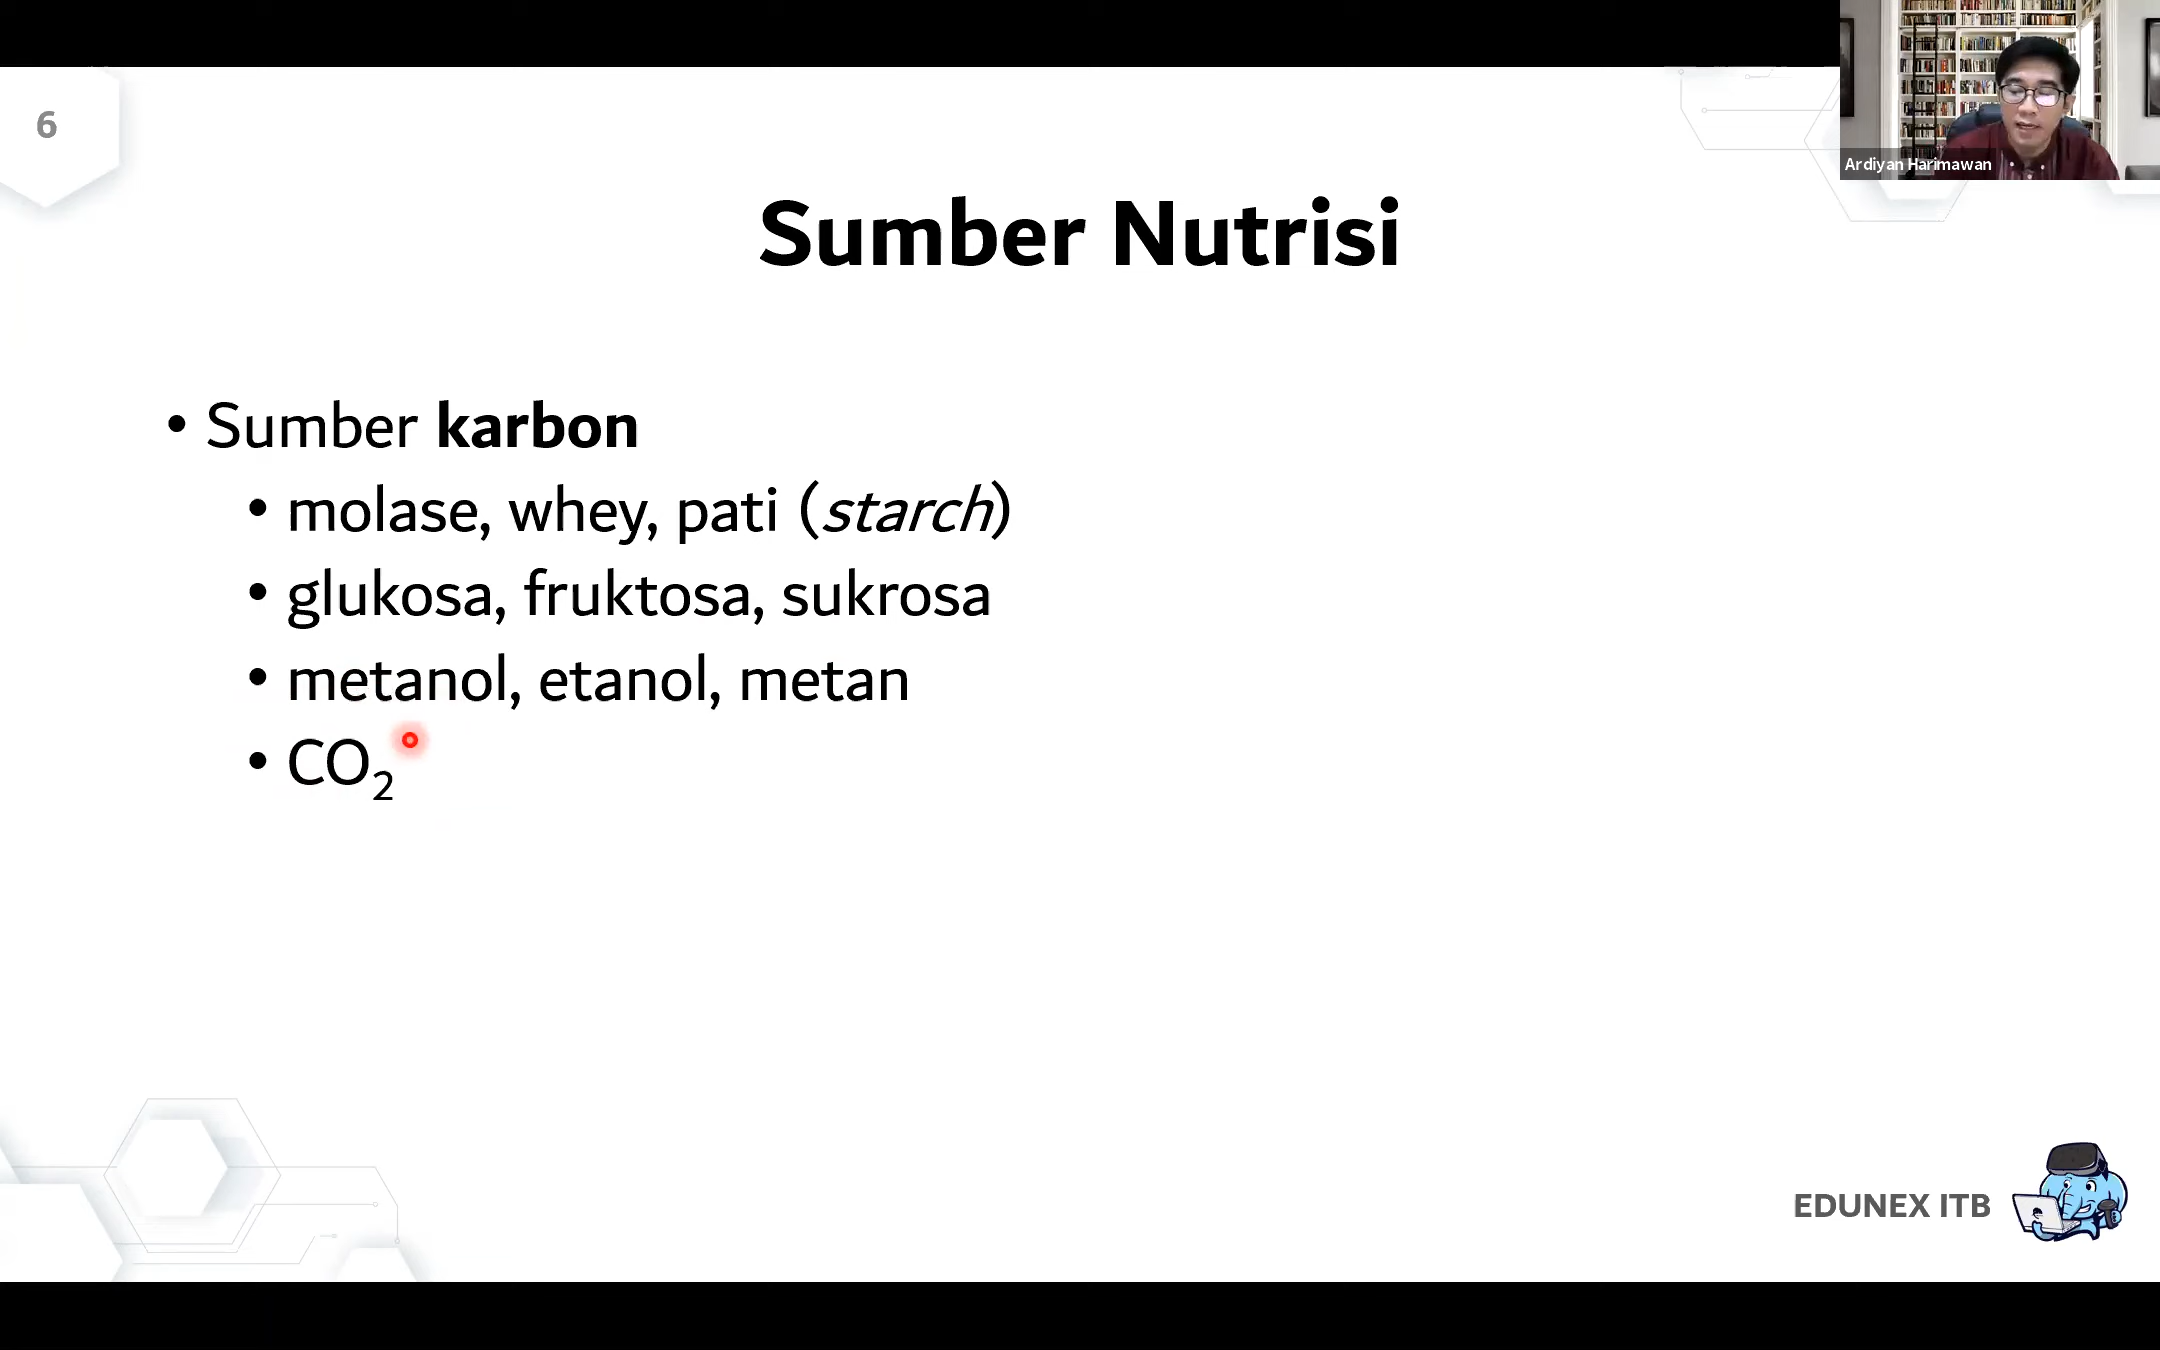 6
Ardiyan Harimawan
Sumber Nutrisi
• Sumber karbon
• molase, whey, pati (starch)
• glukosa, fruktosa, sukrosa
• metanol, etanol, metan
• CO₂
EDUNEX ITB